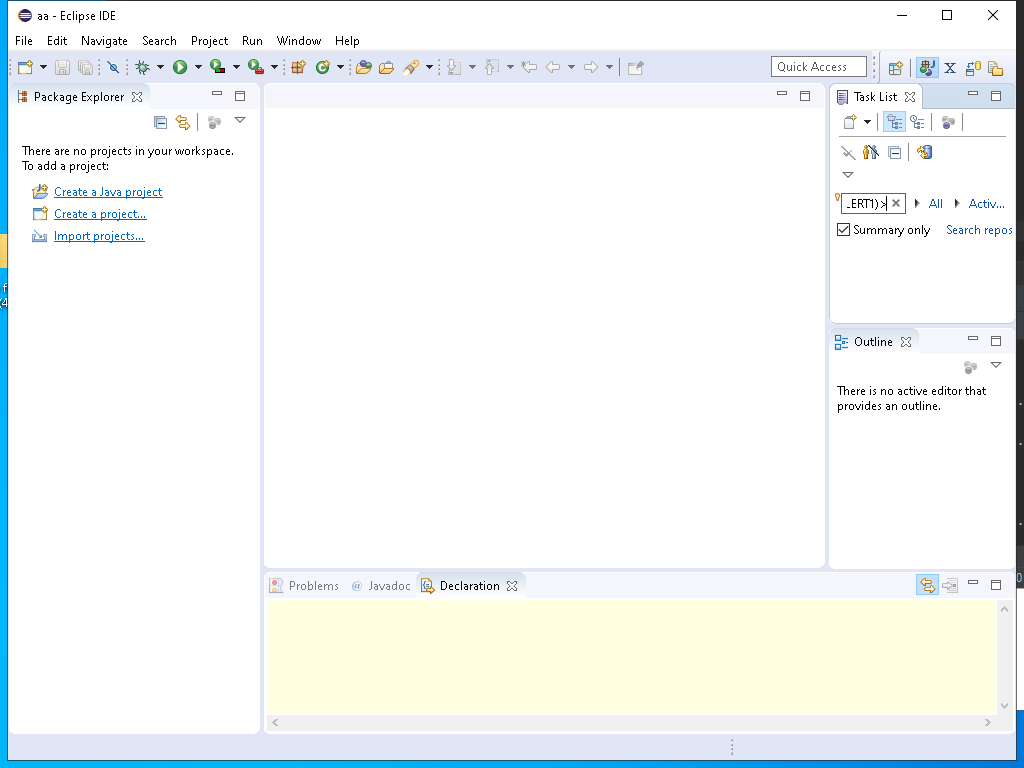 aa - Eclipse IDE
File Edit Navigate Search Project Run Window Help
Quick Access
Package Explorer
There are no projects in your workspace.
To add a project:
Create a Java project
Create a project...
Import projects...
Task List
ERT1)>
All
Activ...
Summary only
Search repos
Outline
There is no active editor that
provides an outline.
Problems
@ Javadoc
Declaration